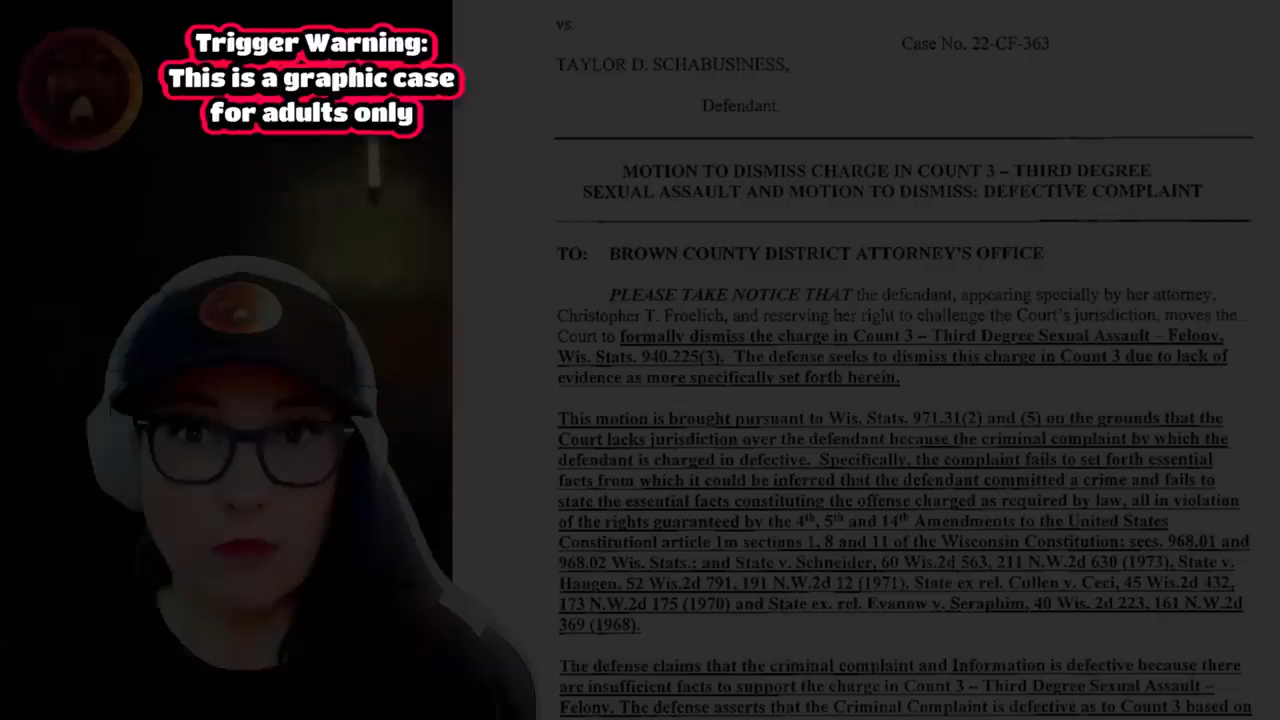 Trigger Warning:
This is a graphic case
for adults only
vs.
Case No. 22-CF-363
TAYLOR D. SCHABUSINESS,
Defendant.
MOTION TO DISMISS CHARGE IN COUNT 3 – THIRD DEGREE
SEXUAL ASSAULT AND MOTION TO DISMISS: DEFECTIVE COMPLAINT
TO: BROWN COUNTY DISTRICT ATTORNEY'S OFFICE
PLEASE TAKE NOTICE THAT the defendant, appearing specially by her attorney,
Christopher T. Froelich, and reserving her right to challenge the Court's jurisdiction, moves the
Court to formally dismiss the charge in Count 3 – Third Degree Sexual Assault – Felony,
Wis. Stats. 940.225(3). The defense seeks to dismiss this charge in Count 3 due to lack of
evidence as more specifically set forth herein.
This motion is brought pursuant to Wis. Stats. 971.31(2) and (5) on the grounds that the
Court lacks jurisdiction over the defendant because the criminal complaint by which the
defendant is charged in defective. Specifically, the complaint fails to set forth essential
facts from which it could be inferred that the defendant committed a crime and fails to
state the essential facts constituting the offense charged as required by law, all in violation
of the rights guaranteed by the 4th, 5th and 14th Amendments to the United States
Constitutionl article 1m sections 1, 8 and 11 of the Wisconsin Constitution; secs. 968.01 and
968.02 Wis. Stats.; and State v. Schneider, 60 Wis.2d 563, 211 N.W.2d 630 (1973), State v.
Haugen, 52 Wis.2d 791, 191 N.W.2d 12 (1971), State ex rel. Cullen v. Ceci, 45 Wis.2d 432,
173 N.W.2d 175 (1970) and State ex. rel. Evanow v. Seraphim, 40 Wis. 2d 223, 161 N.W.2d
369 (1968).
The defense claims that the criminal complaint and Information is defective because there
are insufficient facts to support the charge in Count 3 – Third Degree Sexual Assault –
Felony. The defense asserts that the Criminal Complaint is defective as to Count 3 based on